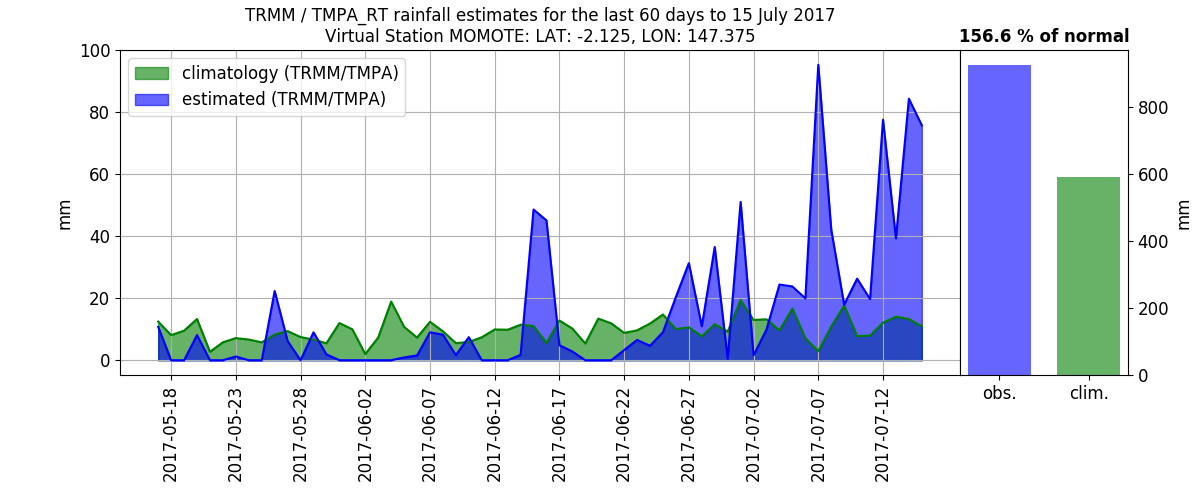 TRMM / TMPA_RT rainfall estimates for the last 60 days to 15 July 2017
Virtual Station MOMOTE: LAT: -2.125, LON: 147.375
156.6 % of normal
climatology (TRMM/TMPA)
estimated (TRMM/TMPA)
100
80
60
40
20
0
mm
2017-05-18
2017-05-23
2017-05-28
2017-06-02
2017-06-07
2017-06-12
2017-06-17
2017-06-22
2017-06-27
2017-07-02
2017-07-07
2017-07-12
800
600
400
200
0
mm
obs.
clim.